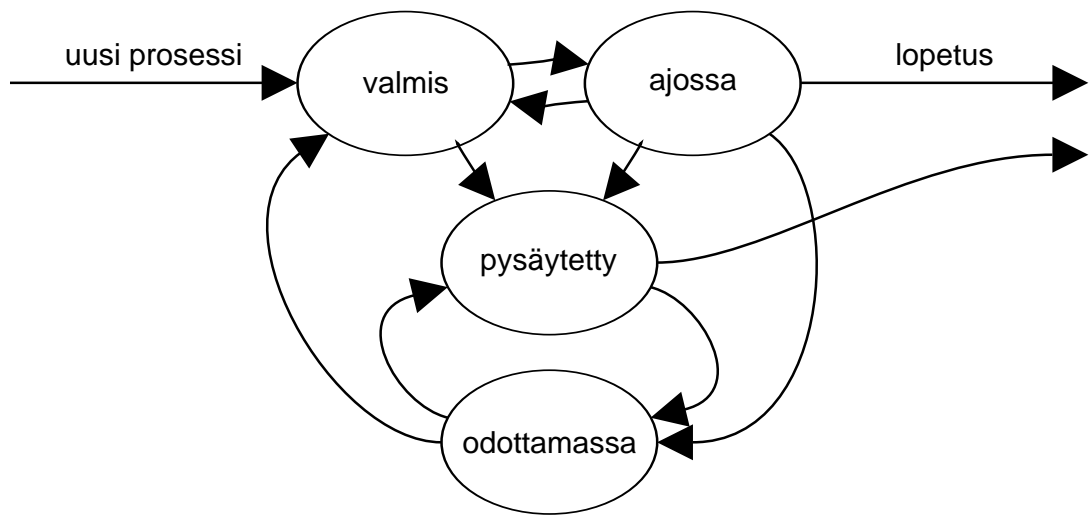 uusi prosessi
valmis
ajossa
lopetus
pysäytetty
odottamassa